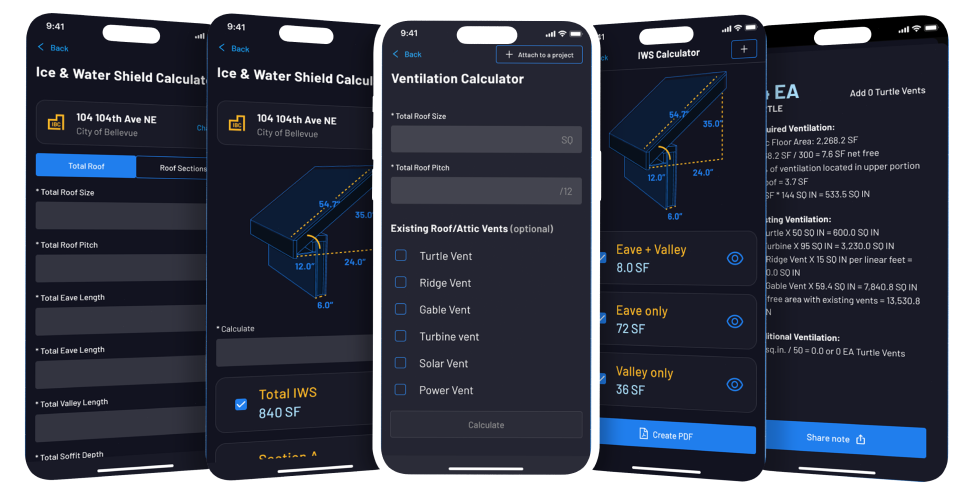 9:41
Back
Ice & Water Shield Calculat
IBC
104 104th Ave NE
City of Bellevue
Total Roof
Roof Sections
* Total Roof Size
* Total Roof Pitch
* Total Eave Length
* Total Eave Length
* Total Valley Length
* Total Soffit Depth
9:41
Back
Ice & Water Shield Calcul
IBC
104 104th Ave NE
City of Bellevue
54.7"
35.0
12.0"
24.0"
6.0"
* Calculate
Total IWS
840 SF
Section A
9:41
Back
+ Attach to a project
Ventilation Calculator
* Total Roof Size
SQ
* Total Roof Pitch
/12
Existing Roof/Attic Vents (optional)
Turtle Vent
Ridge Vent
Gable Vent
Turbine vent
Solar Vent
Power Vent
Calculate
IWS Calculator
+
54.7"
35.0"
12.0"
24.0"
6.0"
Eave + Valley
8.0 SF
Eave only
72 SF
Valley only
36 SF
Create PDF
EA
Add 0 Turtle Vents
TLE
uired Ventilation:
Floor Area: 2,268.2 SF
8.2 SF / 300 = 7.6 SF net free
of ventilation located in upper portion
oof = 3.7 SF
SF * 144 SQ IN = 533.5 SQ IN
sting Ventilation:
urtle X 50 SQ IN = 600.0 SQ IN
urbine X 95 SQ IN = 3,230.0 SQ IN
Ridge Vent X 15 SQ IN per linear feet =
0.0 SQ IN
Gable Vent X 59.4 SQ IN = 7,840.8 SQ IN
free area with existing vents = 13,530.8
N
ditional Ventilation:
sq.in. / 50 = 0.0 or 0 EA Turtle Vents
Share note